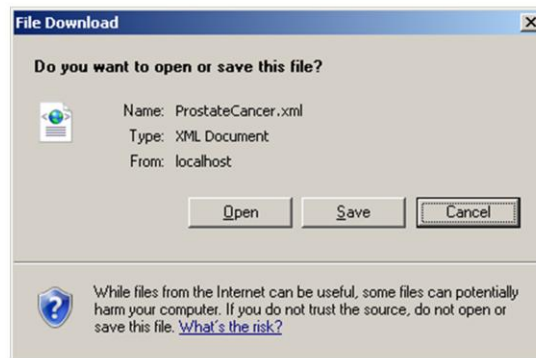 File Download
Do you want to open or save this file?
Name: ProstateCancer.xml
Type: XML Document
From: localhost
Open Save Cancel
While files from the Internet can be useful, some files can potentially
harm your computer. If you do not trust the source, do not open or
save this file. What's the risk?